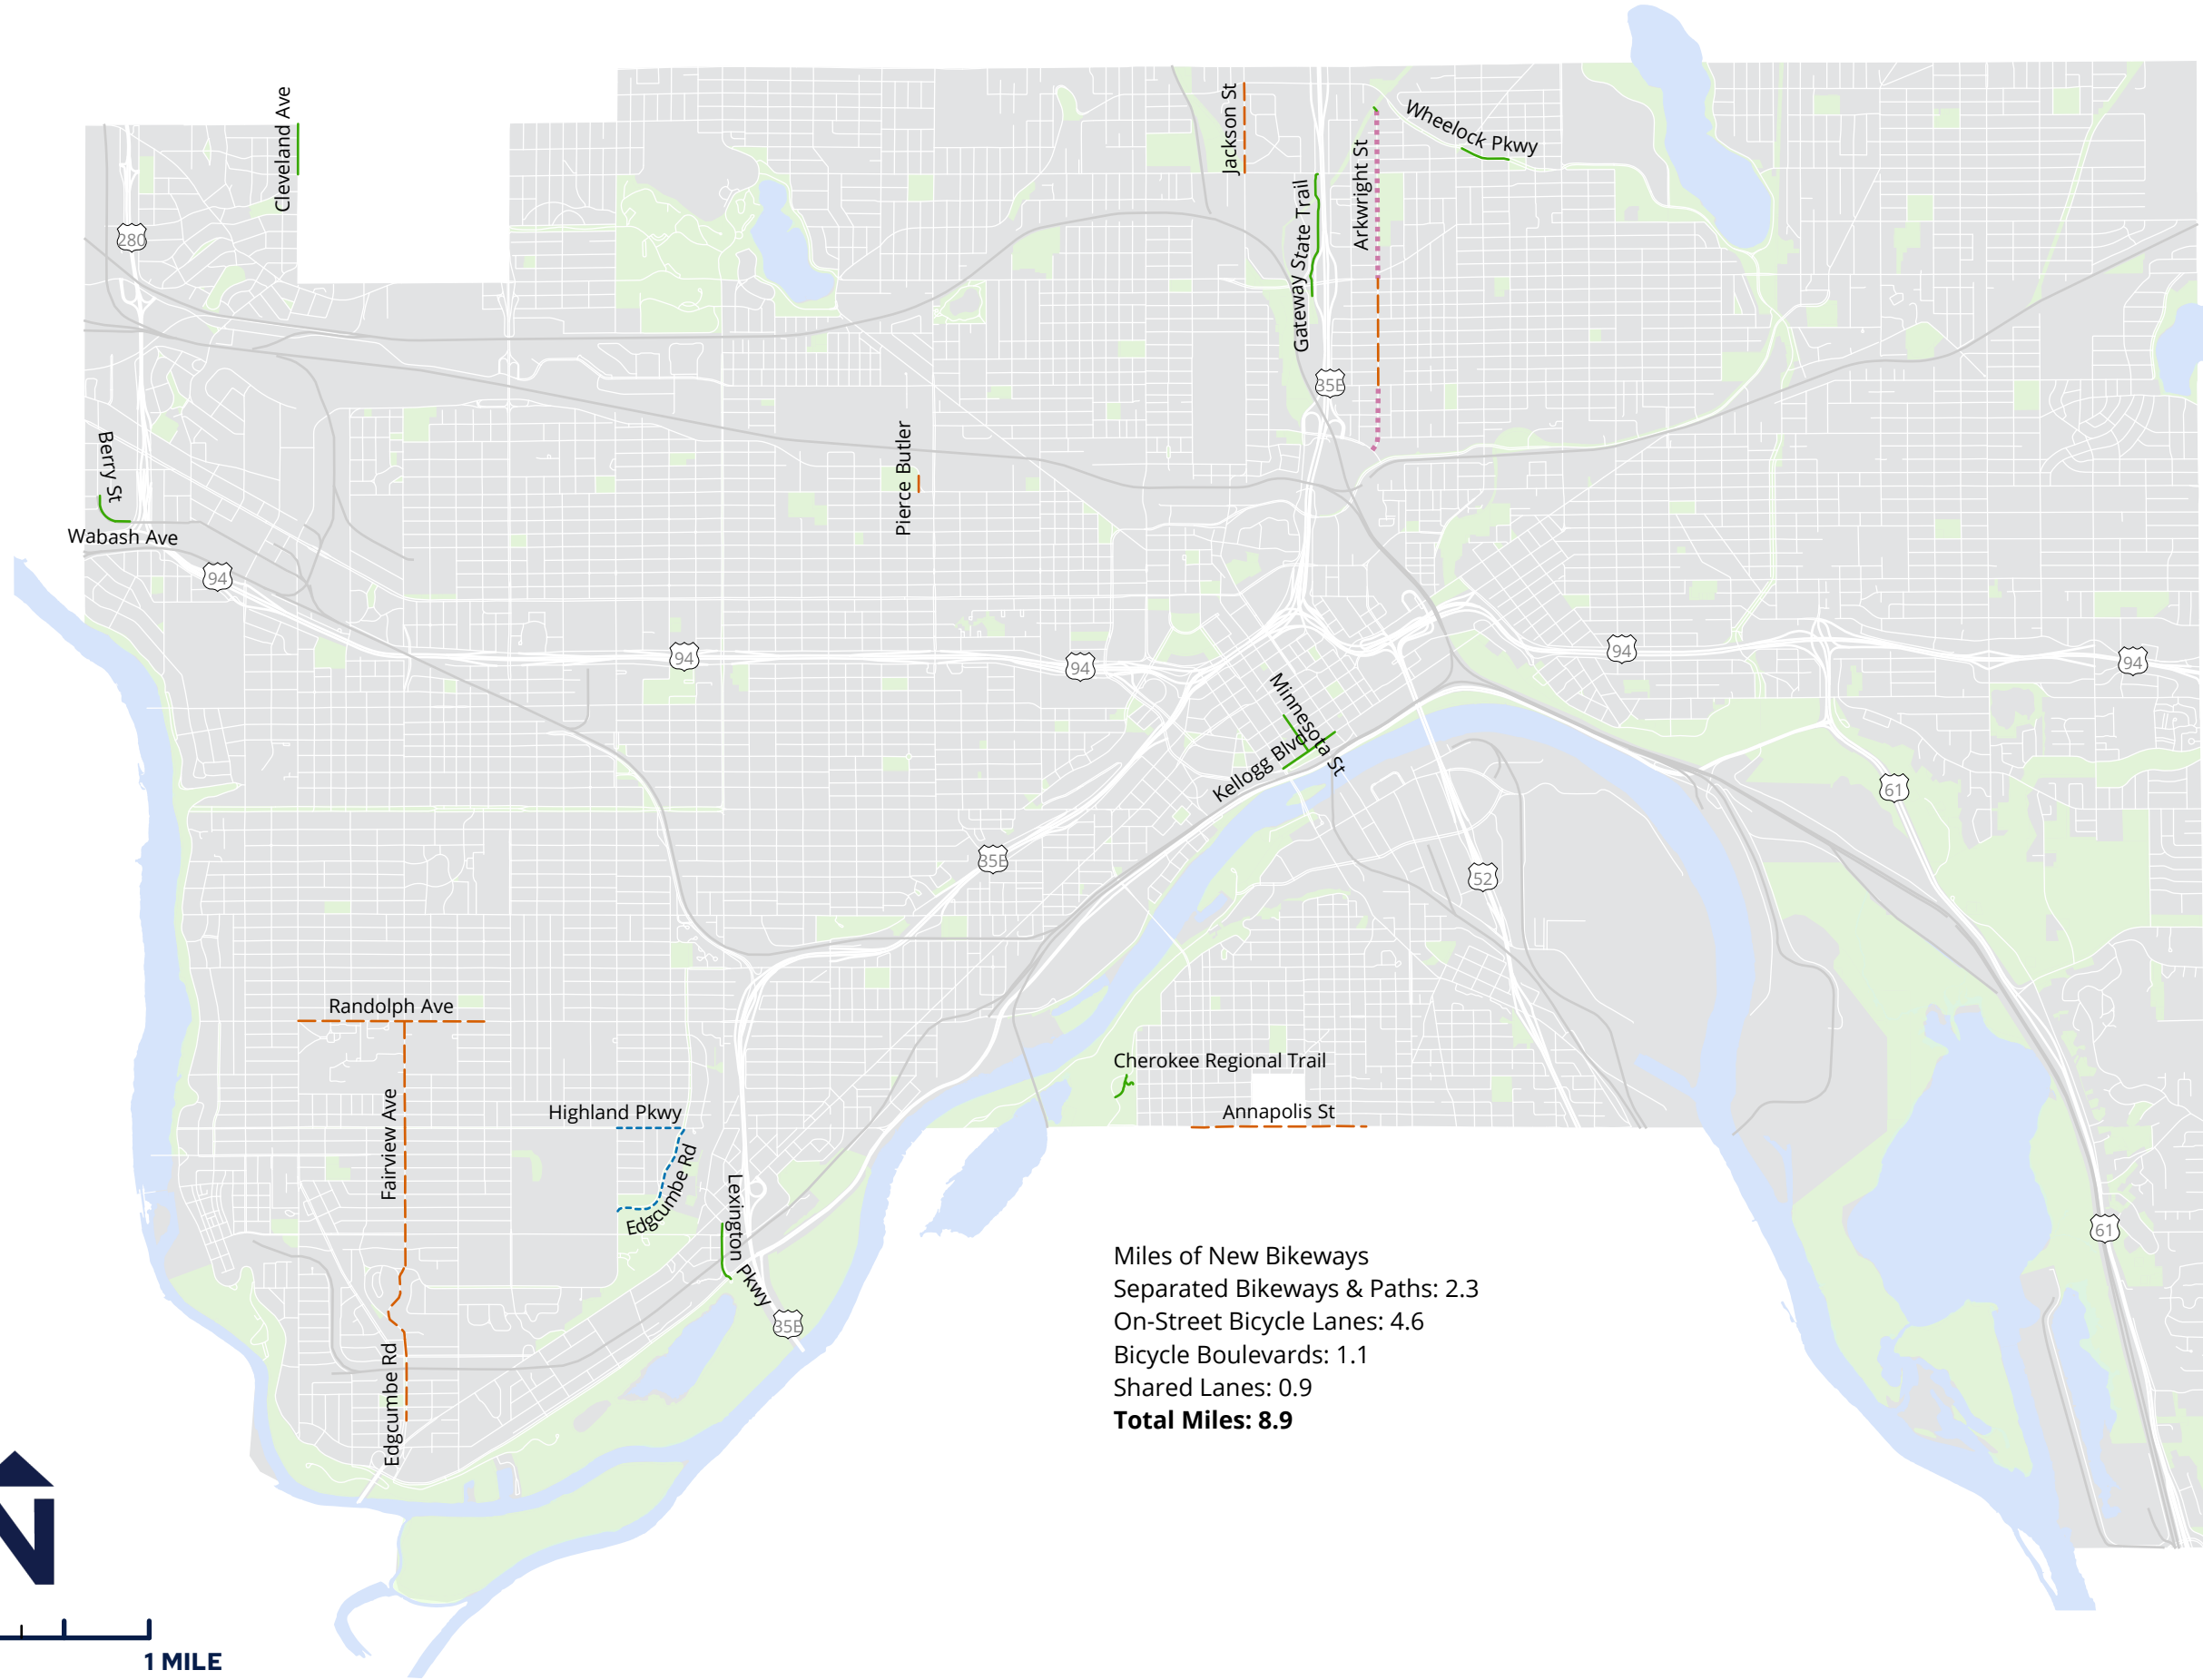 Cleveland Ave
Jackson St
Wheelock Pkwy
Arkwright St
Gateway State Trail
280
35E
Berry St
Pierce Butler
Wabash Ave
94
94
94
94
94
Minnesota St
Kellogg Blvd
61
35E
52
Randolph Ave
Cherokee Regional Trail
Fairview Ave
Highland Pkwy
Annapolis St
Edgcumbe Rd
Lexington Pkwy
61
35E
Edgcumbe Rd
Miles of New Bikeways
Separated Bikeways & Paths: 2.3
On-Street Bicycle Lanes: 4.6
Bicycle Boulevards: 1.1
Shared Lanes: 0.9
Total Miles: 8.9
N
1 MILE